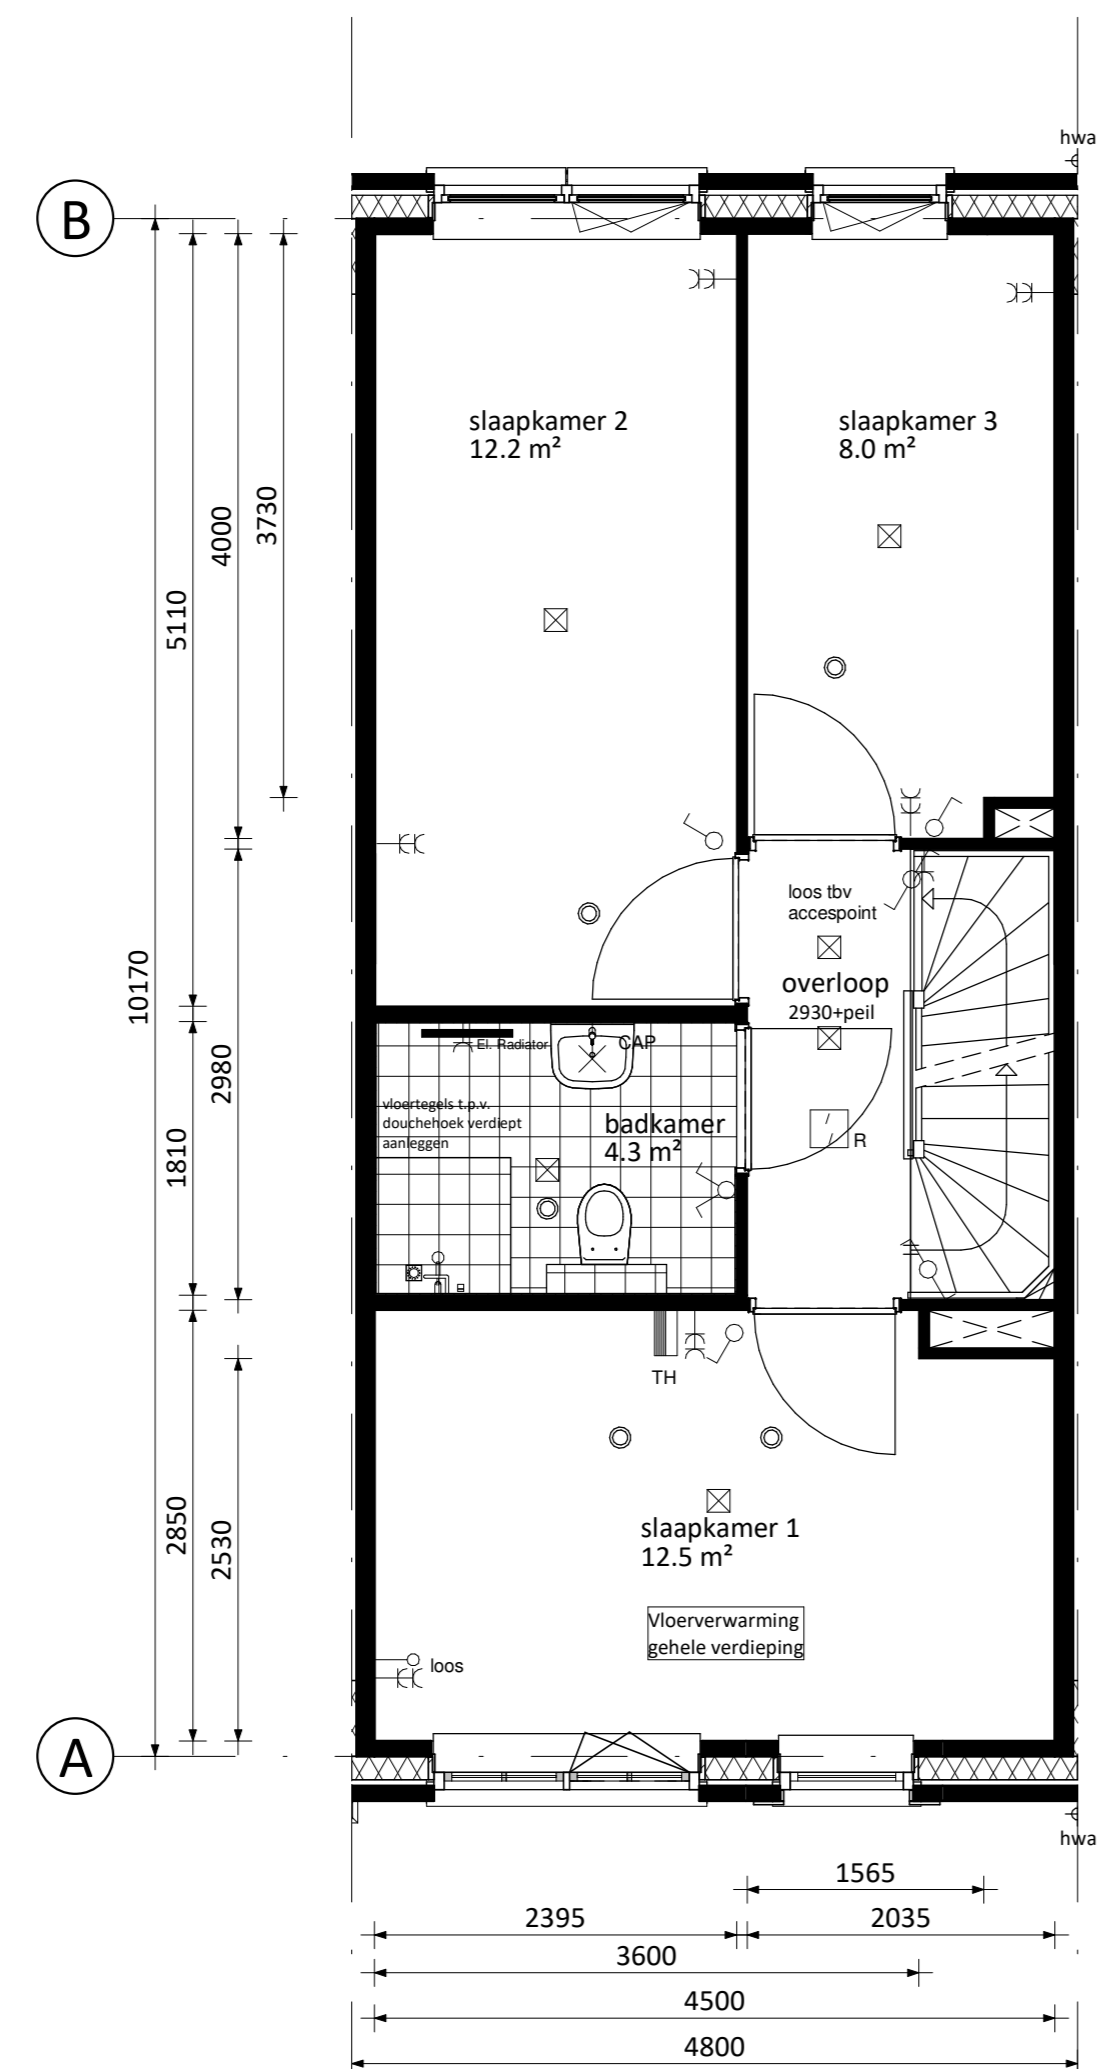 hwa
B
slaapkamer 2
12.2 m²
slaapkamer 3
8.0 m²
3730
4000
5110
10170
loos tbv
accespoint
overloop
2930+peil
El. Radiator
CAP
2980
vloertegels t.p.v.
douchehoek verdiept
aanleggen
badkamer
4.3 m²
R
1810
TH
slaapkamer 1
12.5 m²
2850
2530
Vloerverwarming
gehele verdieping
loos
A
hwa
1565
2395
2035
3600
4500
4800